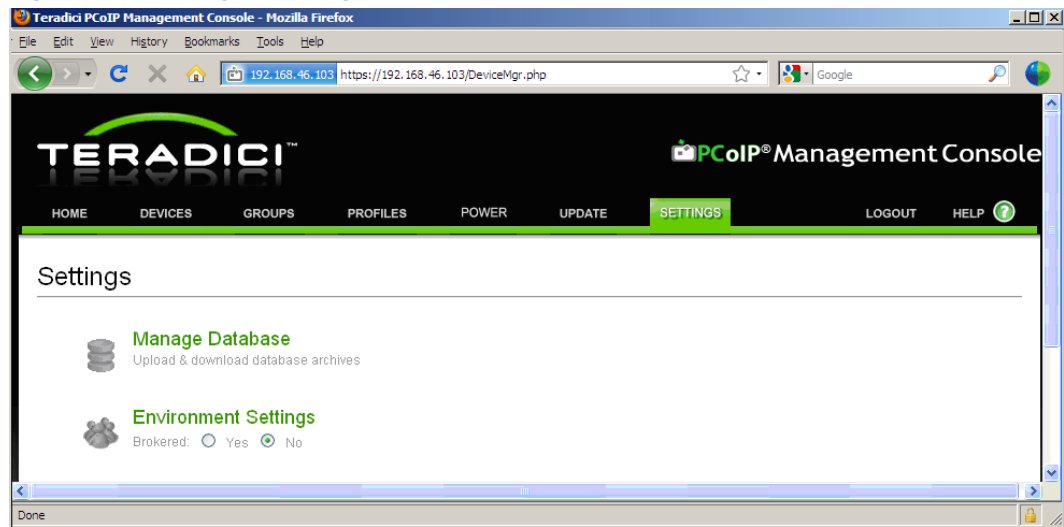 Teradici PCoIP Management Console - Mozilla Firefox
File Edit View History Bookmarks Tools Help
192.168.46.103 https://192.168.46.103/DeviceMgr.php Google
TERADICI™
PCoIP® Management Console
HOME DEVICES GROUPS PROFILES POWER UPDATE SETTINGS LOGOUT HELP ?
Settings
Manage Database
Upload & download database archives
Environment Settings
Brokered: Yes No
Done